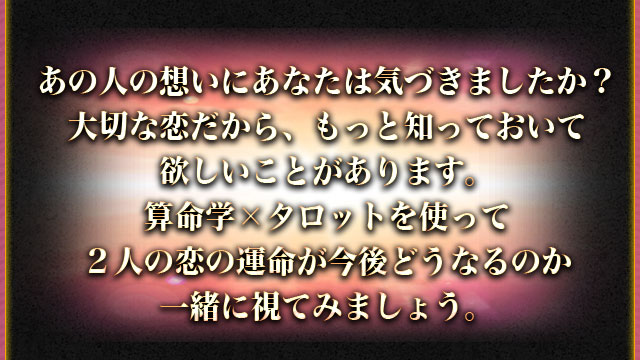 あの人の想いにあなたは気づきましたか？
大切な恋だから、もっと知っておいて
欲しいことがあります。
算命学×タロットを使って
２人の恋の運命が今後どうなるのか
一緒に視てみましょう。